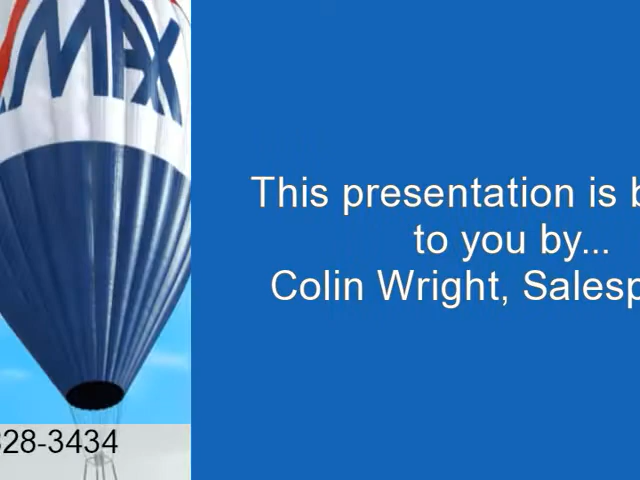 MAX
This presentation is b
to you by...
Colin Wright, Salesp
328-3434